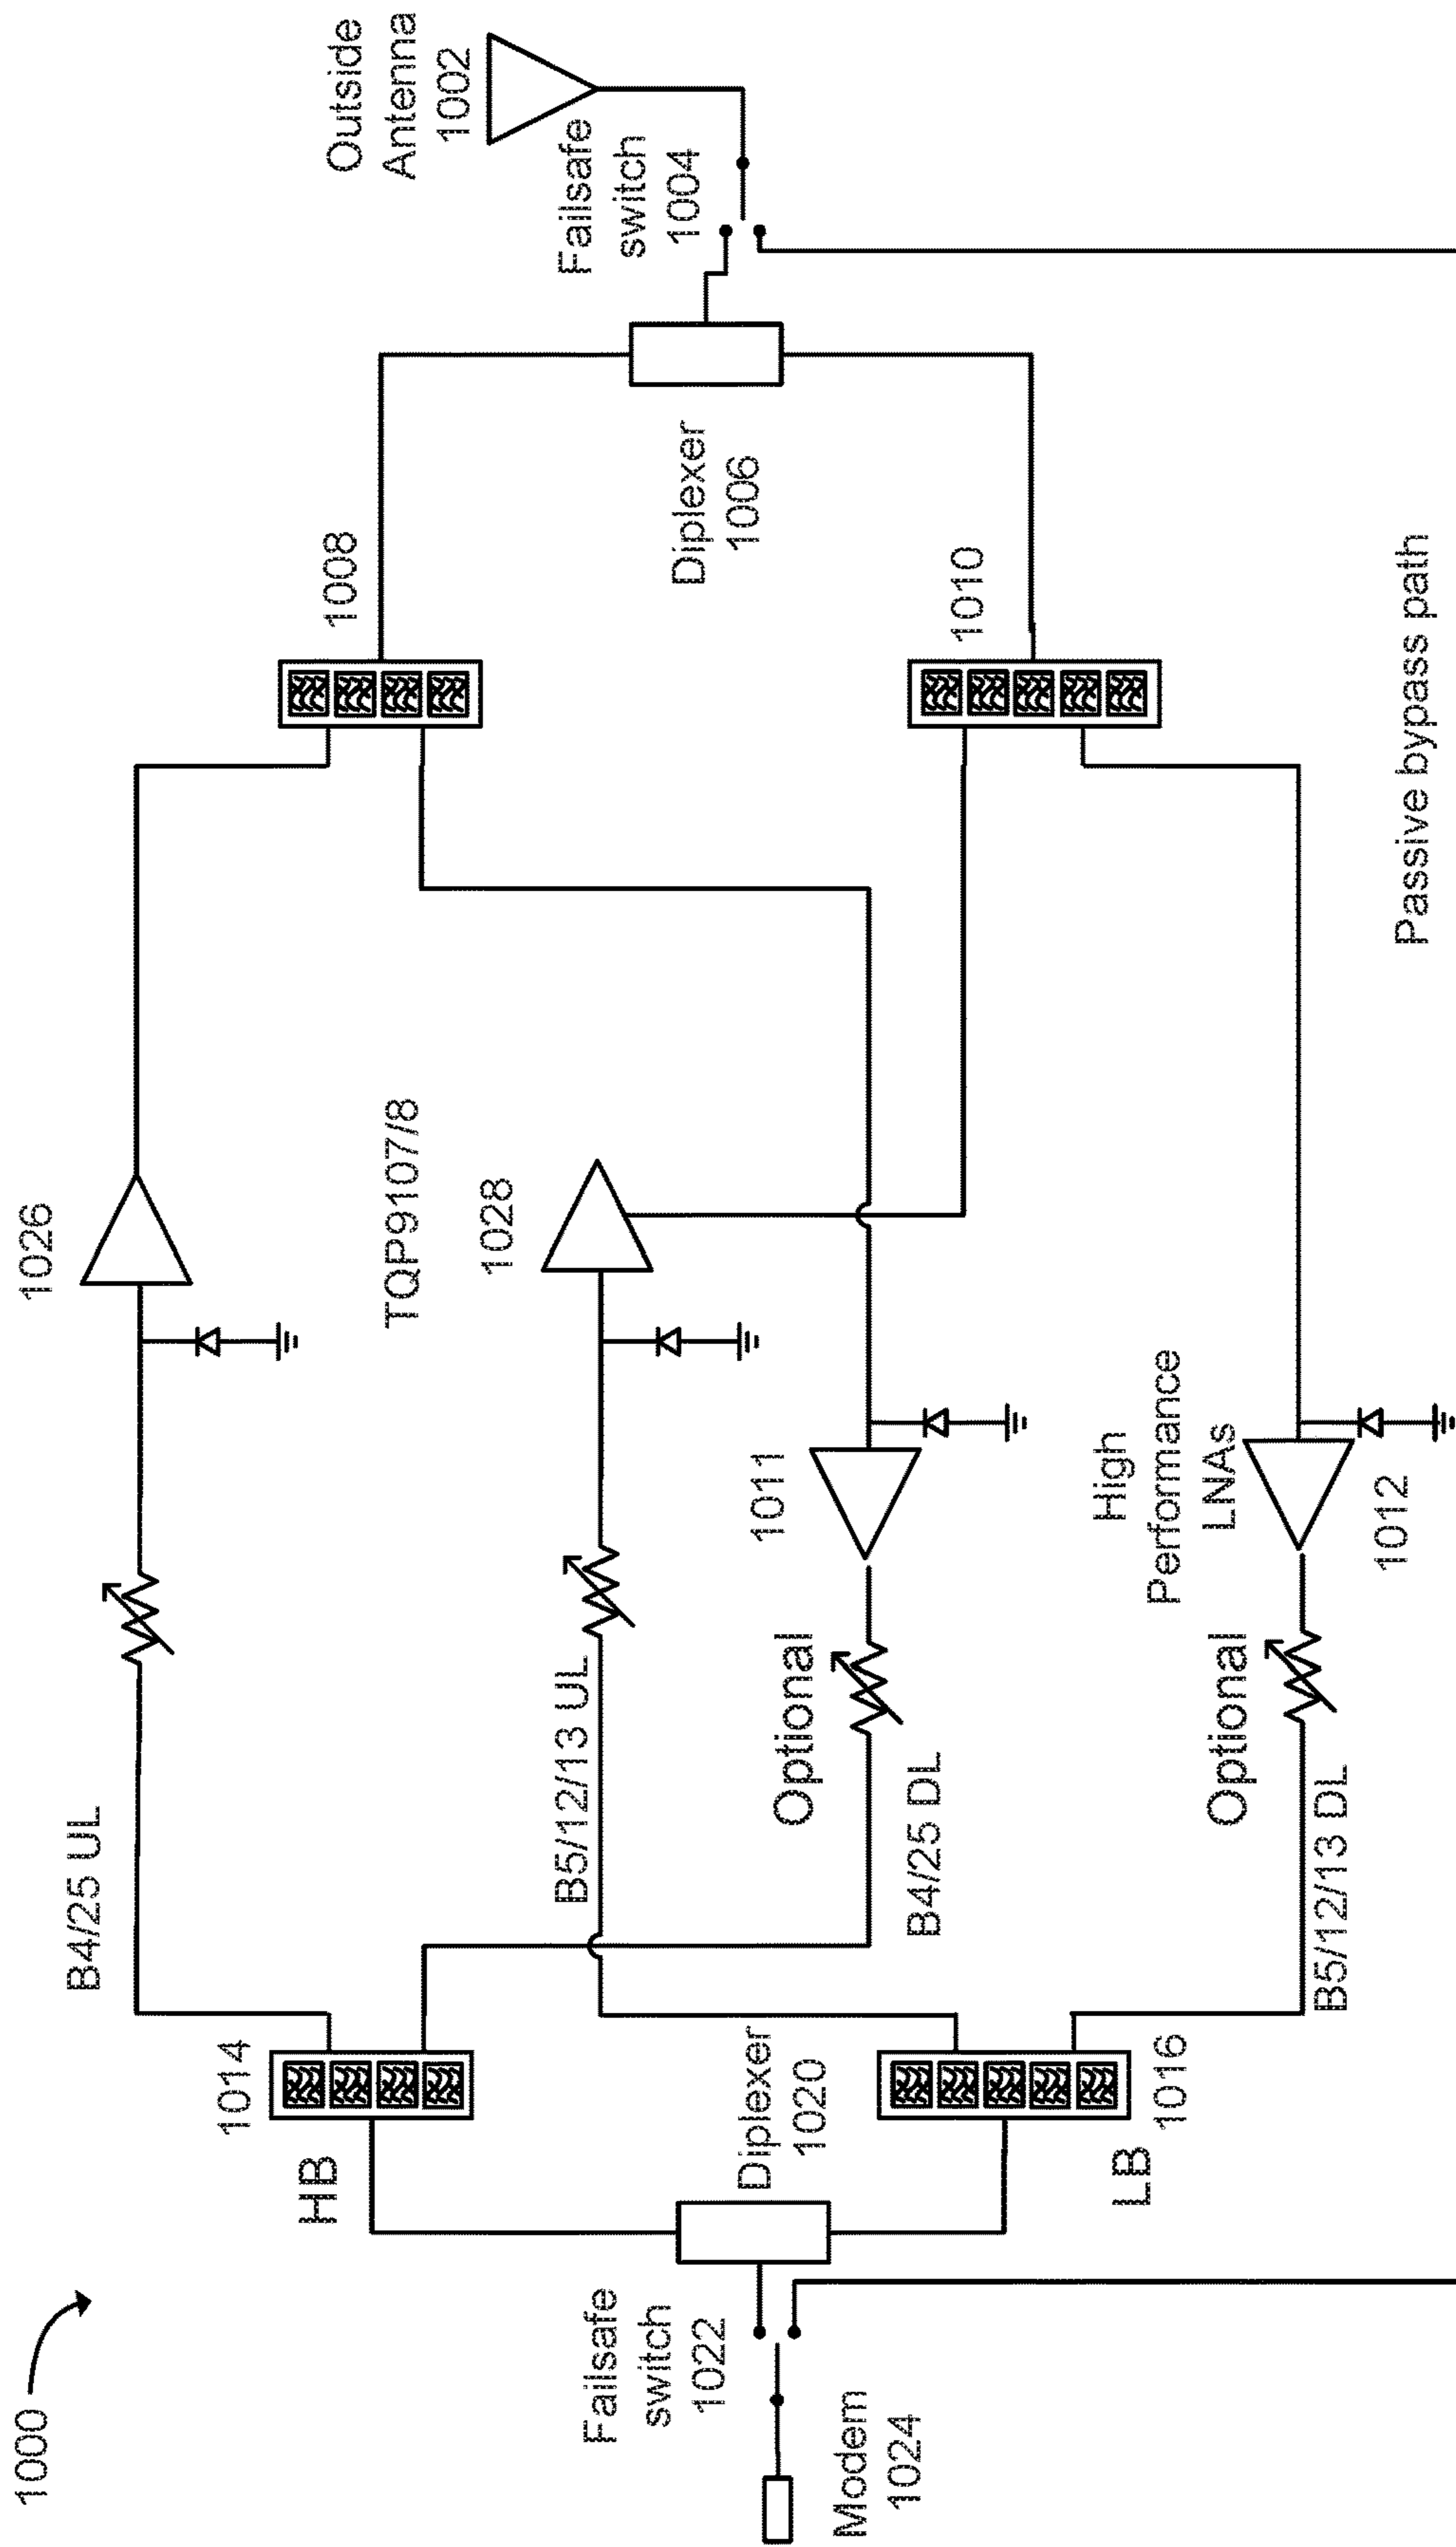 1000
Outside
Antenna
1002
Failsafe
switch
1004
Diplexer
1006
1008
1010
1026
TQP9107/8
1028
1011
High
Performance
LNAs
1012
B4/25 UL
B5/12/13 UL
Optional
B4/25 DL
Optional
B5/12/13 DL
1014
HB
Diplexer
1020
LB
1016
Failsafe
switch
1022
Modem
1024
Passive bypass path